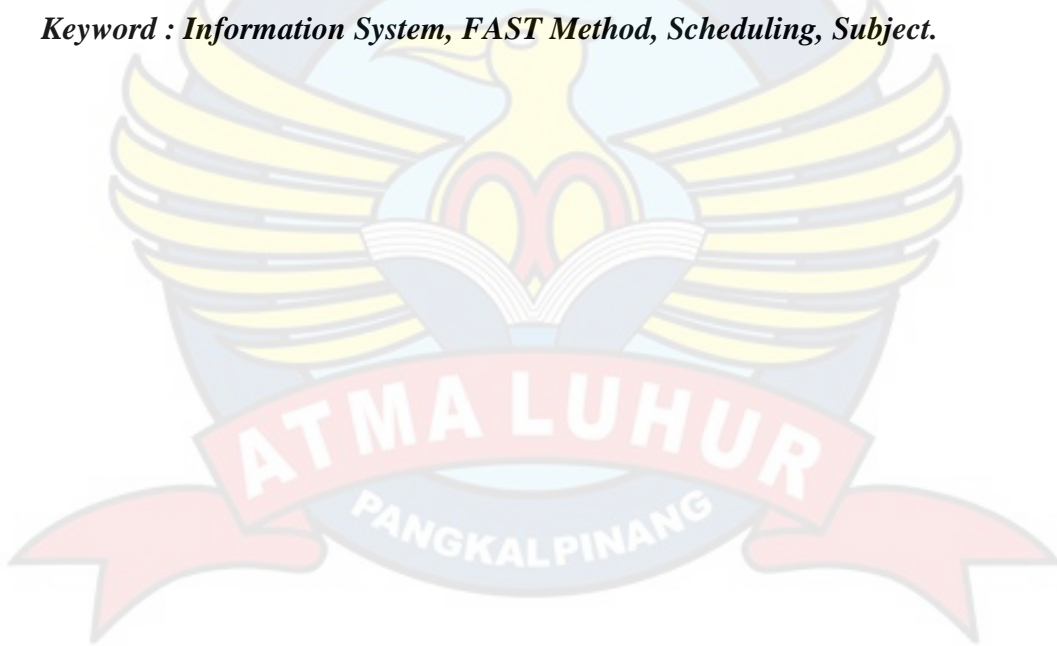 Keyword : Information System, FAST Method, Scheduling, Subject.
ATMA LUHUR
PANGKALPINANG